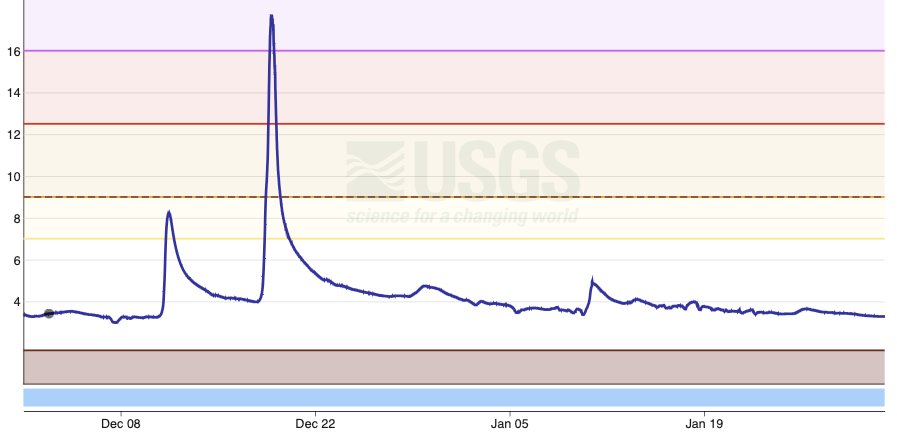 16
14
12
10
8
6
4
USGS
science for a changing world
Dec 08
Dec 22
Jan 05
Jan 19